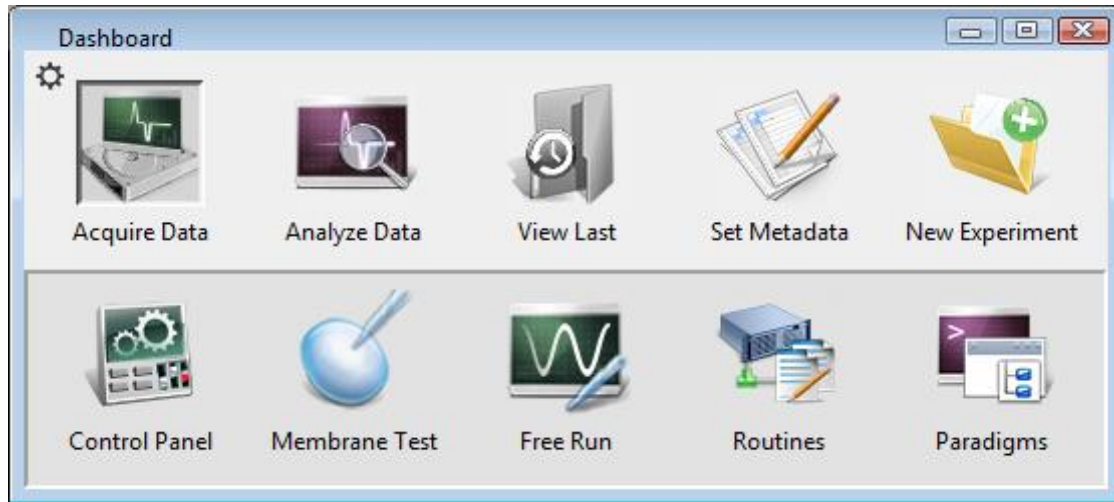 Dashboard
Acquire Data
Analyze Data
View Last
Set Metadata
New Experiment
Control Panel
Membrane Test
Free Run
Routines
Paradigms